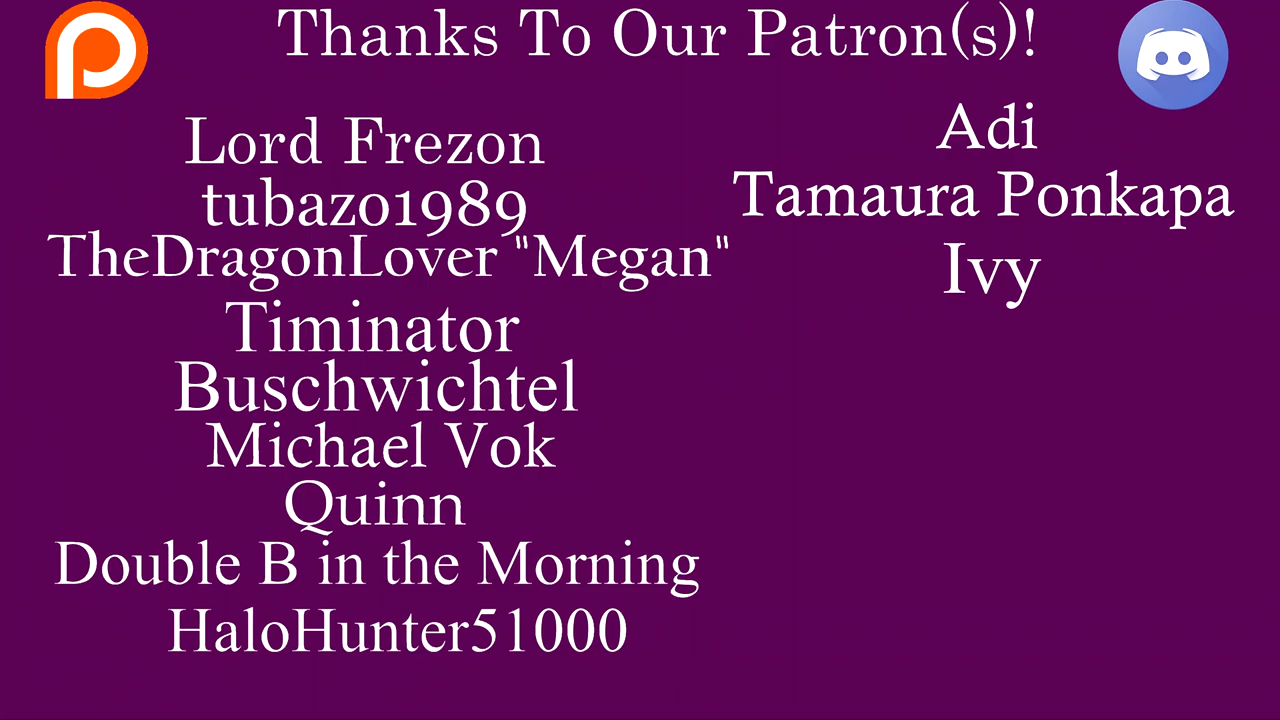 Thanks To Our Patron(s)!
Lord Frezon
tubazo1989
TheDragonLover "Megan"
Timinator
Buschwichtel
Michael Vok
Quinn
Double B in the Morning
HaloHunter51000
Adi
Tamaura Ponkapa
Ivy